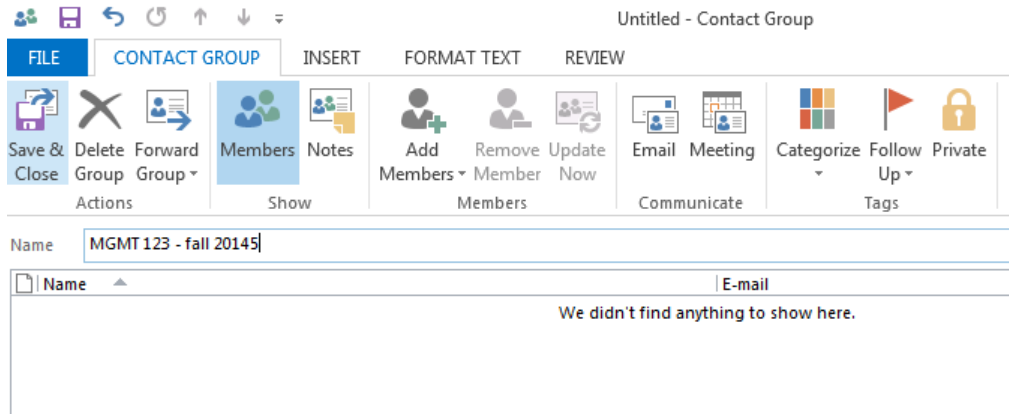 Untitled - Contact Group
FILE CONTACT GROUP INSERT FORMAT TEXT REVIEW
Save & Delete Forward Members Notes Add Remove Update Email Meeting Categorize Follow Private
Close Group Group Members Member Now Up
Actions Show Members Communicate Tags
Name MGMT 123 - fall 20145
Name E-mail
We didn't find anything to show here.